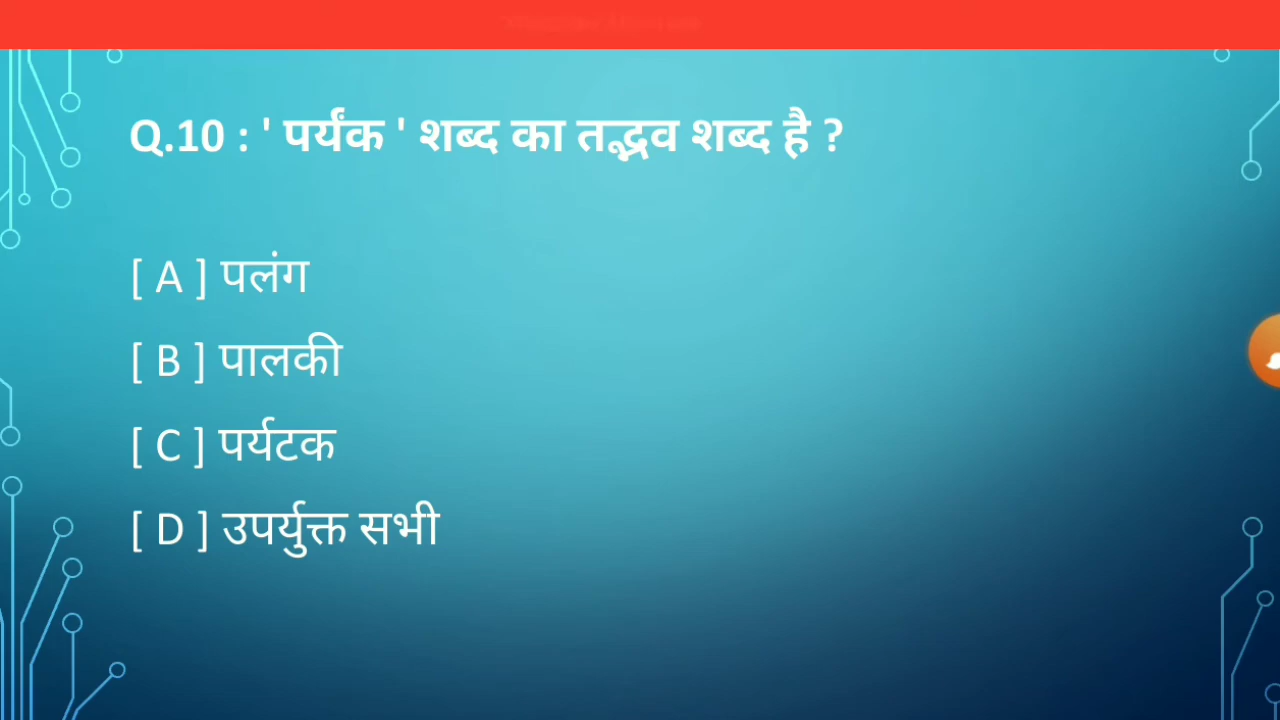 Q.10 : ' पर्यंक ' शब्द का तद्भव शब्द है ?
[ A ] पलंग
[ B ] पालकी
[ C ] पर्यटक
[ D ] उपर्युक्त सभी